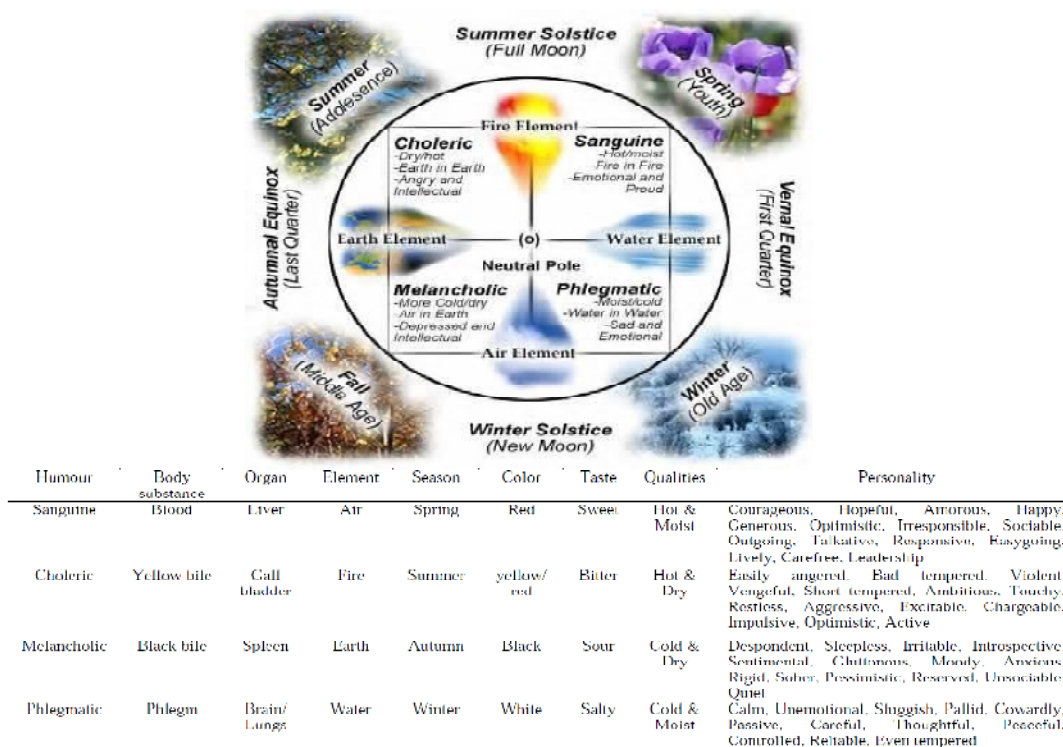 Summer Solstice
(Full Moon)
Summer
(Adolesence)
Spring
(Youth)
Fire Element
Choleric
-Dry/hot
-Earth in Earth
-Angry and
Intellectual
Sanguine
-Hot/moist
Fire in Fire
-Emotional and
Proud
Autumnal Equinox
(Last Quarter)
Vernal Equinox
(First Quarter)
Earth Element
(o)
Water Element
Neutral Pole
Melancholic
-More Cold/dry
-Air in Earth
-Depressed and
Intellectual
Phlegmatic
-Moist/cold
-Water in Water
-Sad and
Emotional
Air Element
Fall
(Middle Age)
Winter
(Old Age)
Winter Solstice
(New Moon)
Humour Body substance Organ Element Season Color Taste Qualities Personality
Sanguine Blood Liver Air Spring Red Sweet Hot & Moist Courageous, Hopeful, Amorous, Happy,
Generous, Optimistic, Irresponsible, Sociable,
Outgoing, Talkative, Responsive, Easygoing,
Lively, Carefree, Leadership
Choleric Yellow bile Gall bladder Fire Summer yellow/ red Bitter Hot & Dry Easily angered, Bad tempered, Violent,
Vengeful, Short tempered, Ambitious, Touchy,
Restless, Aggressive, Excitable, Chargeable,
Impulsive, Optimistic, Active
Melancholic Black bile Spleen Earth Autumn Black Sour Cold & Dry Despondent, Sleepless, Irritable, Introspective,
Sentimental, Gluttonous, Moody, Anxious,
Rigid, Sober, Pessimistic, Reserved, Unsociable,
Quiet
Phlegmatic Phlegm Brain/ Lungs Water Winter White Salty Cold & Moist Calm, Unemotional, Sluggish, Pallid, Cowardly,
Passive, Careful, Thoughtful, Peaceful,
Controlled, Reliable, Even tempered